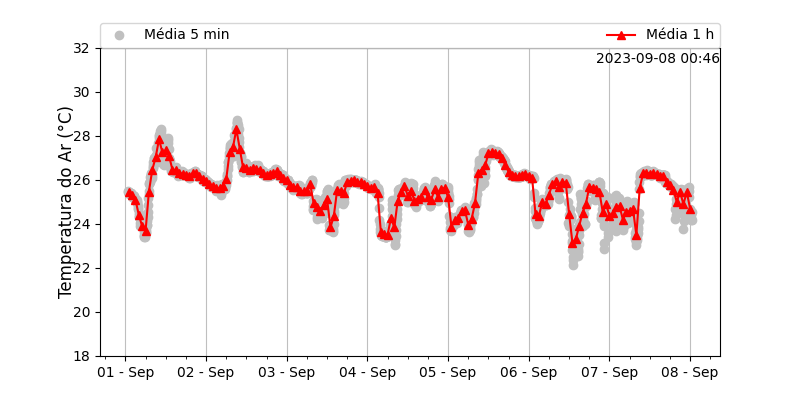 Média 5 min
Média 1 h
2023-09-08 00:46
Temperatura do Ar (°C)
32
30
28
26
24
22
20
18
01 - Sep
02 - Sep
03 - Sep
04 - Sep
05 - Sep
06 - Sep
07 - Sep
08 - Sep